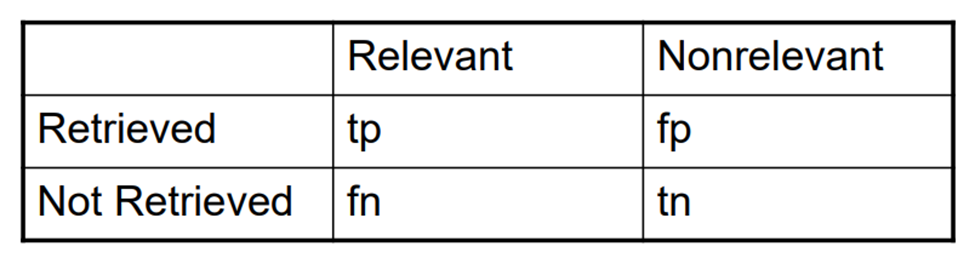 Relevant Nonrelevant
Retrieved tp fp
Not Retrieved fn tn